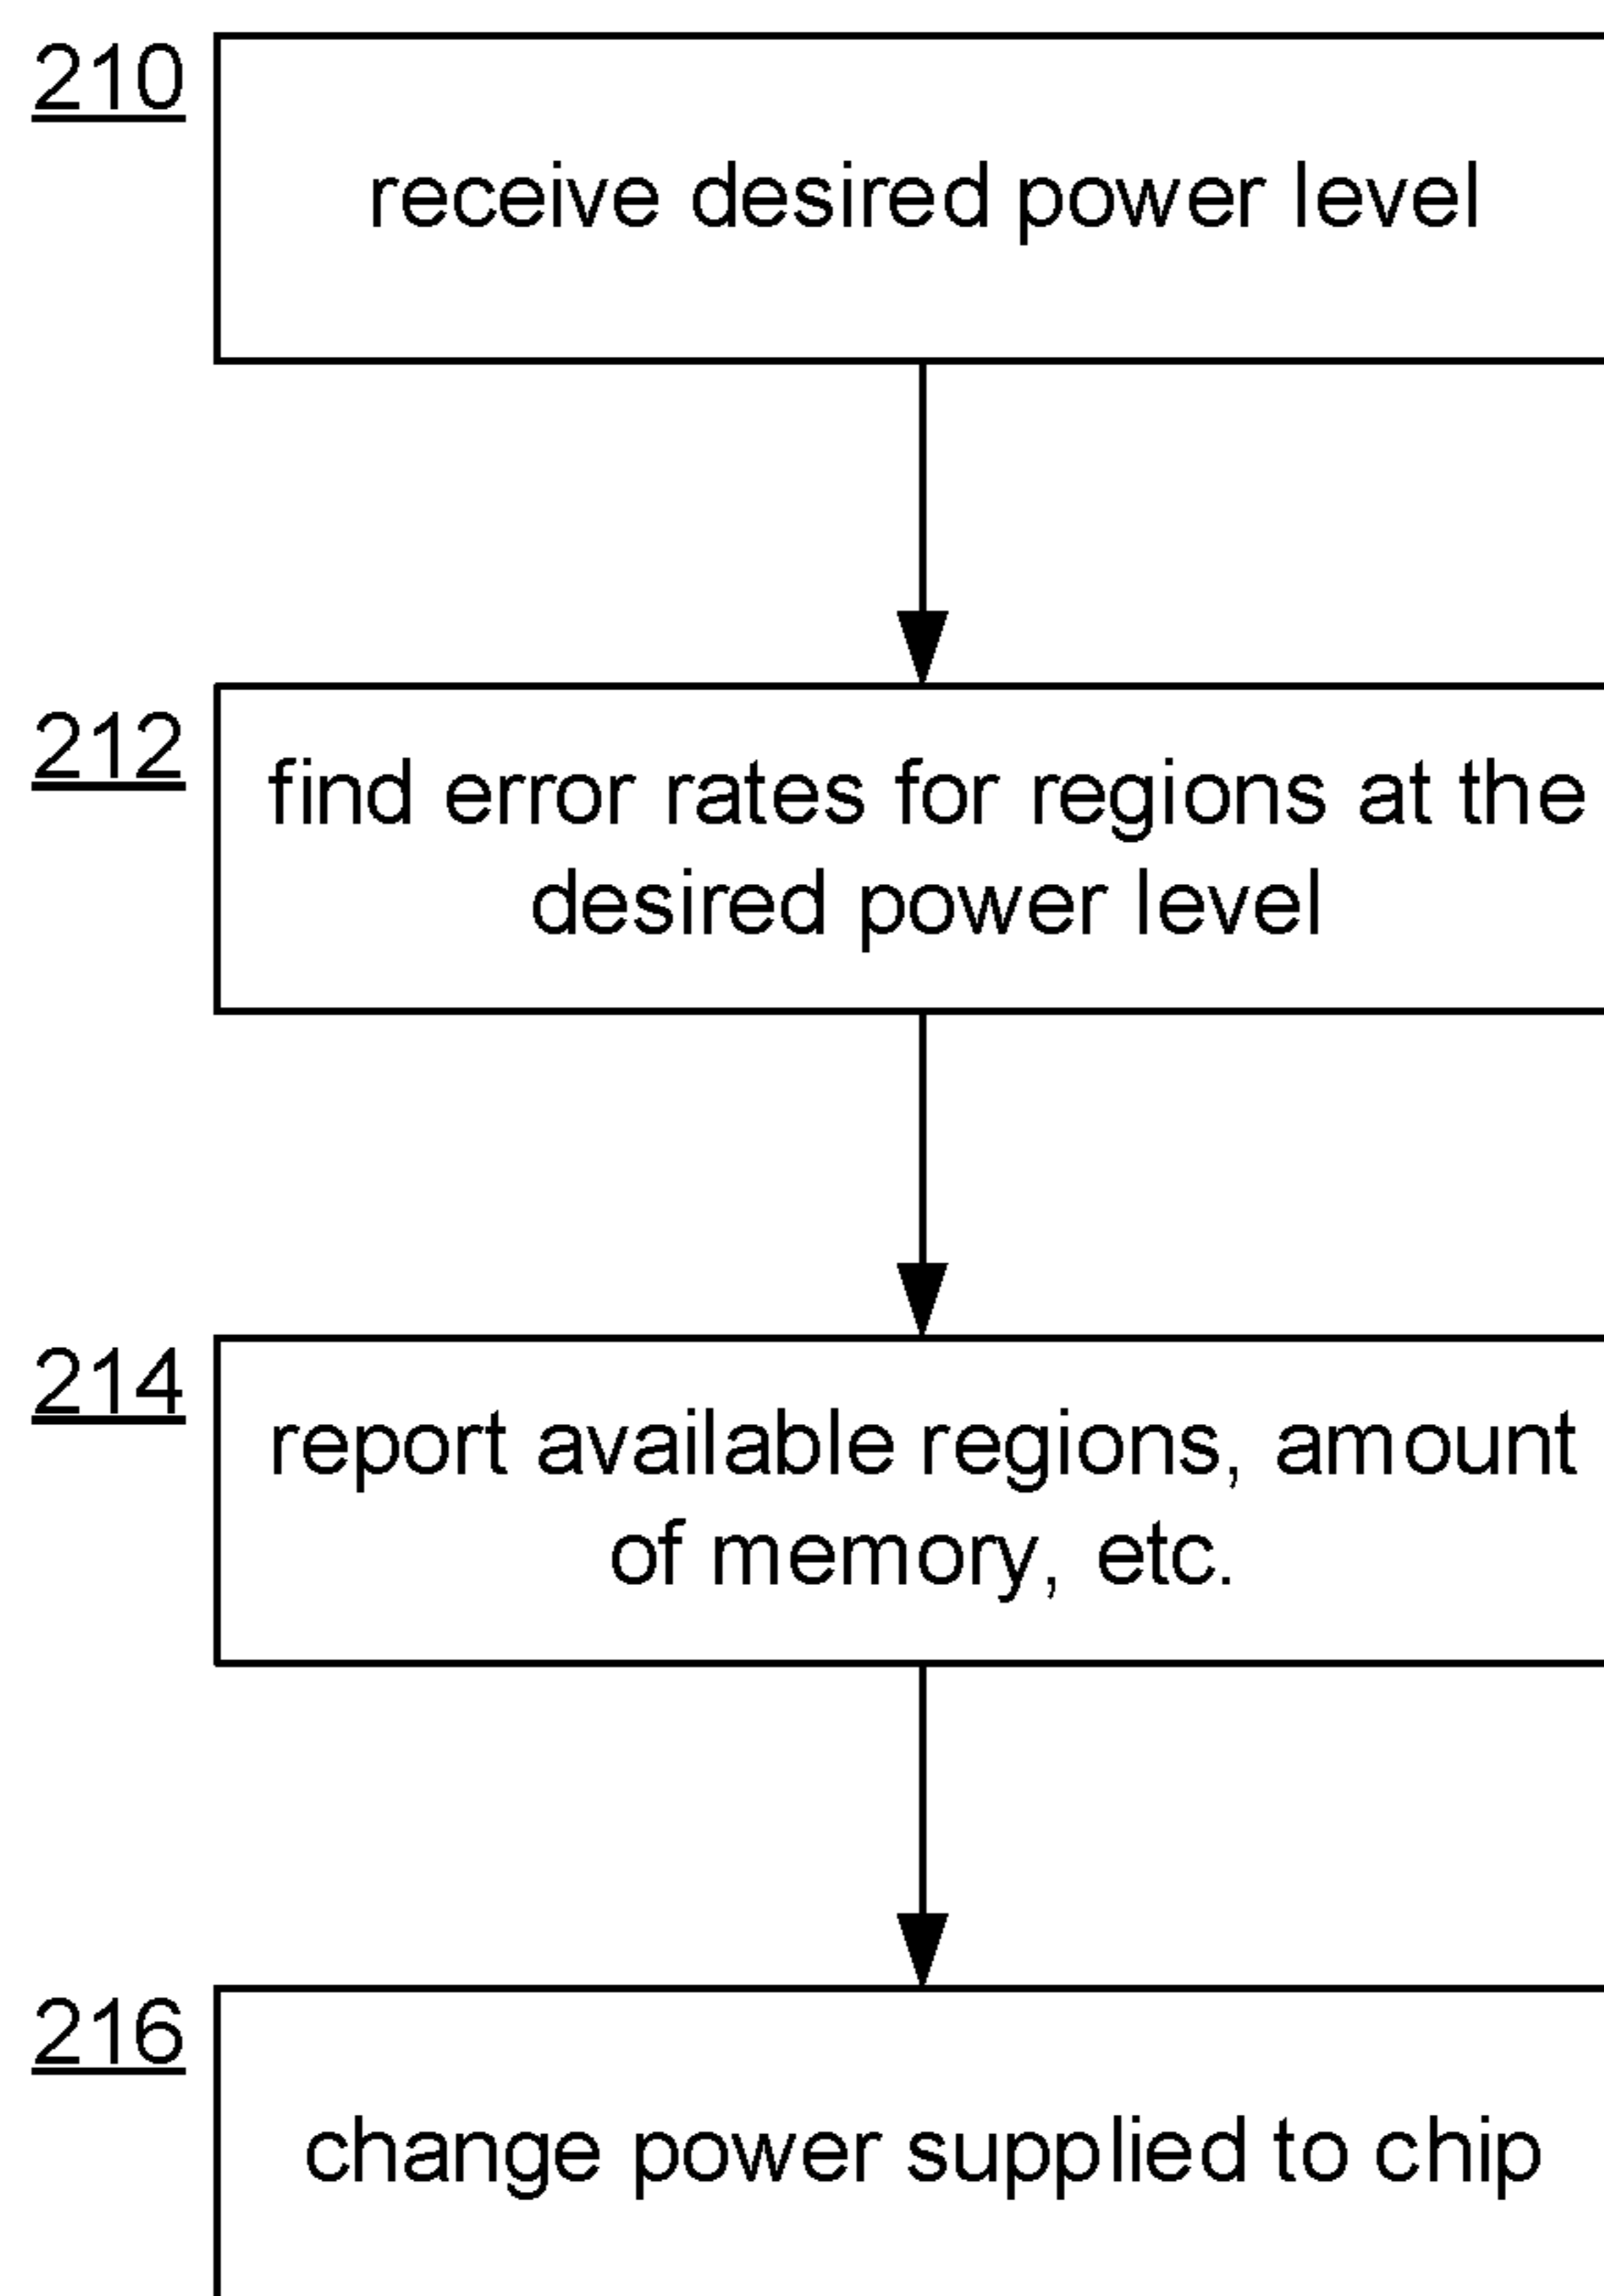 210
receive desired power level
212
find error rates for regions at the
desired power level
214
report available regions, amount
of memory, etc.
216
change power supplied to chip